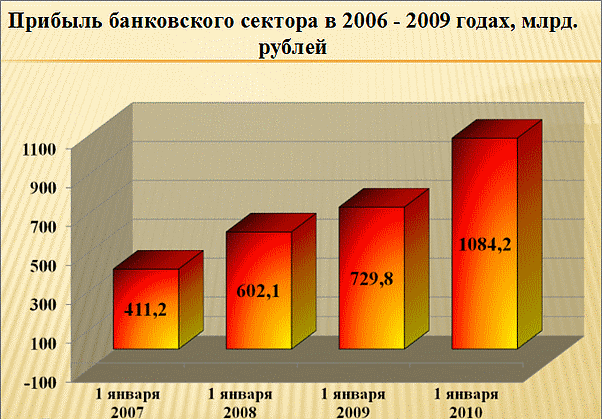 Прибыль банковского сектора в 2006 - 2009 годах, млрд.
рублей
1100
900
700
500
300
100
-100
411,2
602,1
729,8
1084,2
1 января
2007
1 января
2008
1 января
2009
1 января
2010